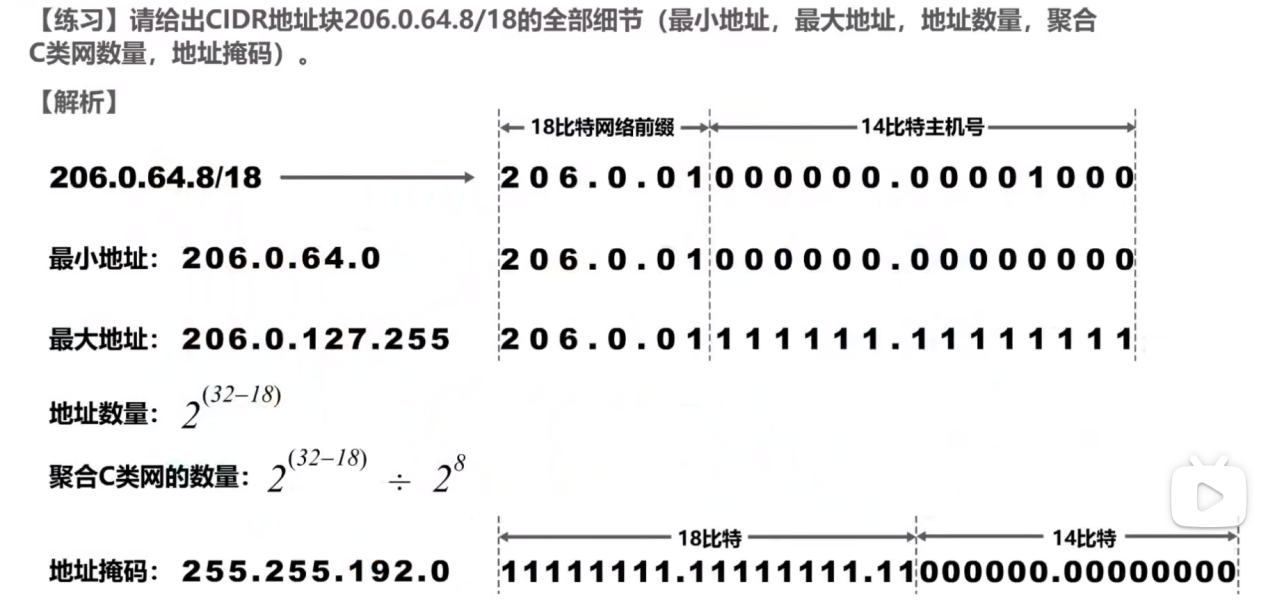 【练习】请给出CIDR地址块206.0.64.8/18的全部细节（最小地址，最大地址，地址数量，聚合
C类网数量，地址掩码）。
【解析】
18比特网络前缀 14比特主机号
206.0.64.8/18 206.0.01000000.00001000
最小地址： 206.0.64.0 206.0.01000000.00000000
最大地址： 206.0.127.255 206.0.01111111.11111111
地址数量： 2^(32–18)
聚合C类网的数量： 2^(32–18) ÷ 2^8
18比特 14比特
地址掩码： 255.255.192.0 11111111.11111111.11000000.00000000